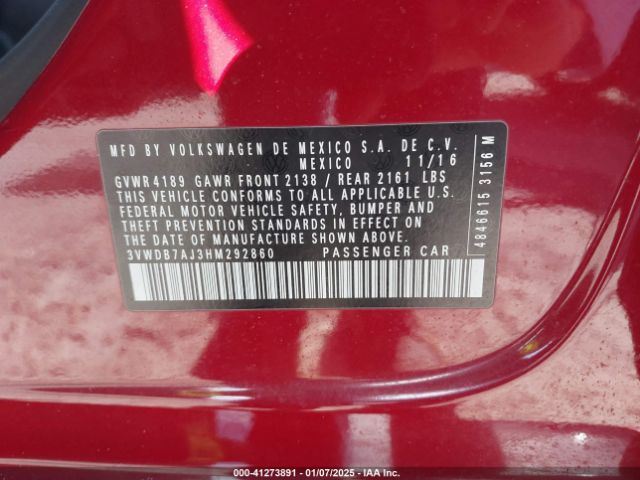 MFD BY VOLKSWAGEN DE MEXICO S.A. DE C.V.
MEXICO 11/16
GVWR 4189 GAWR FRONT 2138 / REAR 2161 LBS
THIS VEHICLE CONFORMS TO ALL APPLICABLE U.S.
FEDERAL MOTOR VEHICLE SAFETY, BUMPER AND
THEFT PREVENTION STANDARDS IN EFFECT ON
THE DATE OF MANUFACTURE SHOWN ABOVE.
3VWDB7AJ3HM292860 PASSENGER CAR
4846615 3156 M
000-41273891 - 01/07/2025 - IAA Inc.